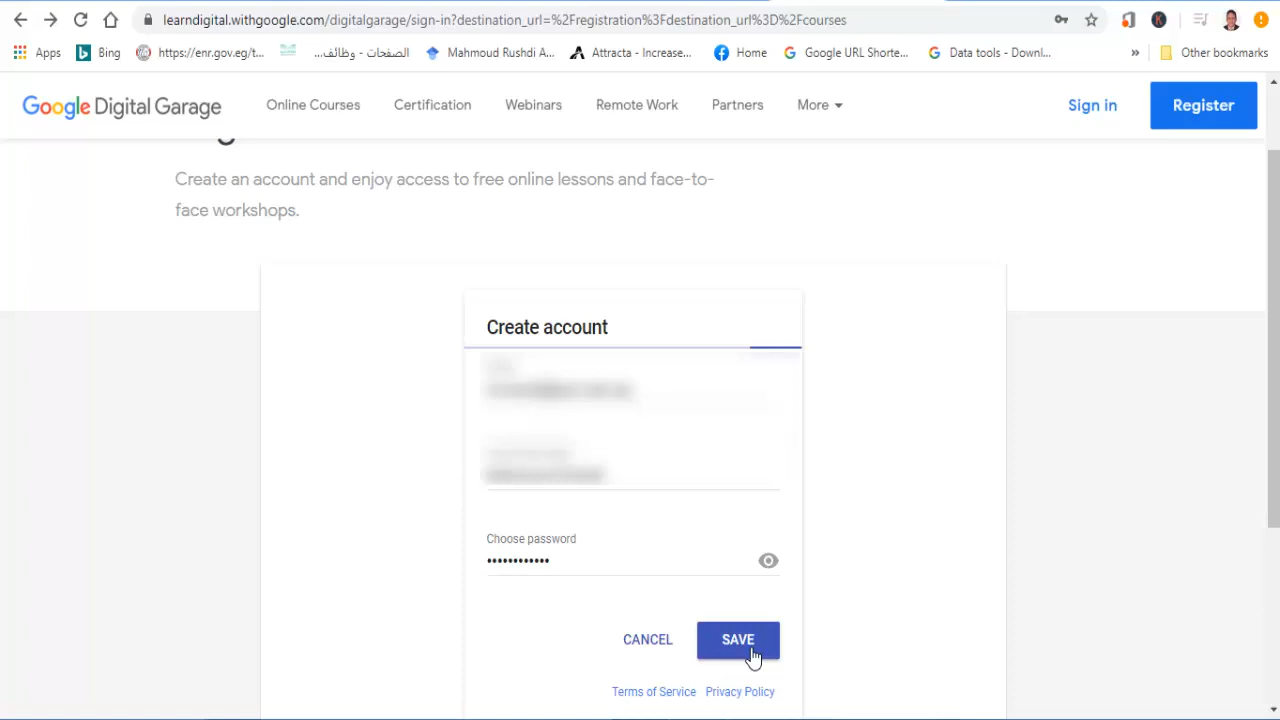 learndigital.withgoogle.com/digitalgarage/sign-in?destination_url=%2Fregistration%3Fdestination_url%3D%2Fcourses
Apps Bing https://enr.gov.eg/t... الصفحات - وظائف... Mahmoud Rushdi A... Attracta - Increase... Home Google URL Shorte... Data tools - Downl... » Other bookmarks
Google Digital Garage Online Courses Certification Webinars Remote Work Partners More Sign in Register
Create an account and enjoy access to free online lessons and face-to-
face workshops.
Create account
Choose password
••••••••••••
CANCEL SAVE
Terms of Service Privacy Policy